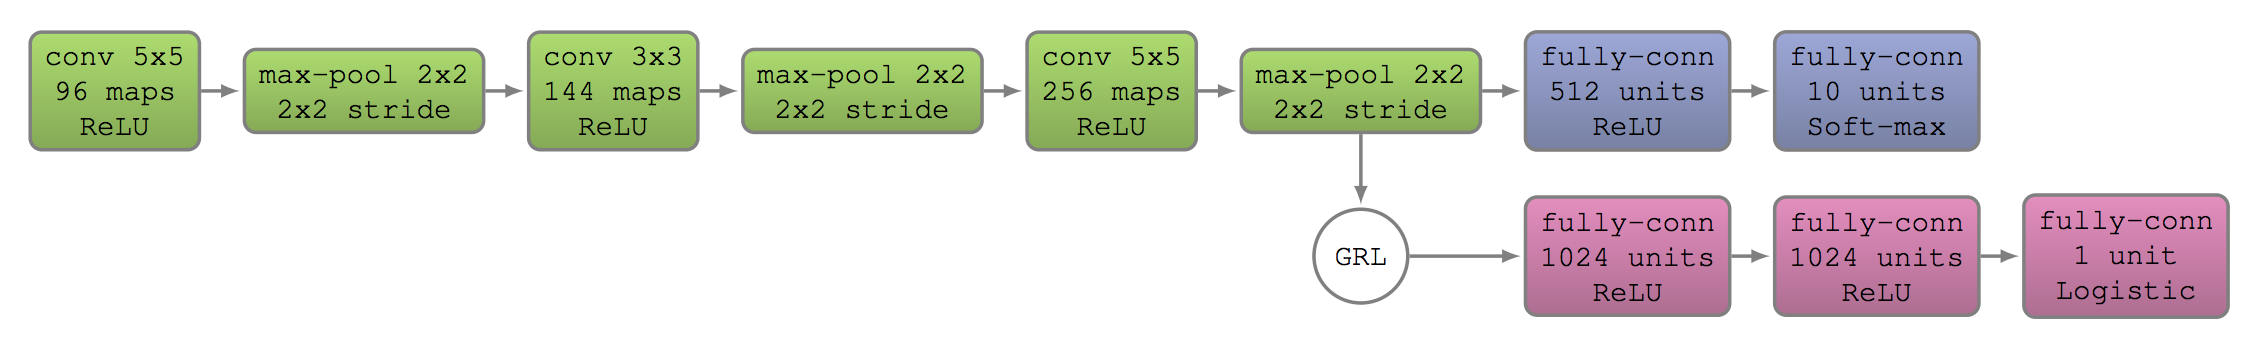 conv 5x5
96 maps
ReLU
max-pool 2x2
2x2 stride
conv 3x3
144 maps
ReLU
max-pool 2x2
2x2 stride
conv 5x5
256 maps
ReLU
max-pool 2x2
2x2 stride
fully-conn
512 units
ReLU
fully-conn
10 units
Soft-max
GRL
fully-conn
1024 units
ReLU
fully-conn
1024 units
ReLU
fully-conn
1 unit
Logistic